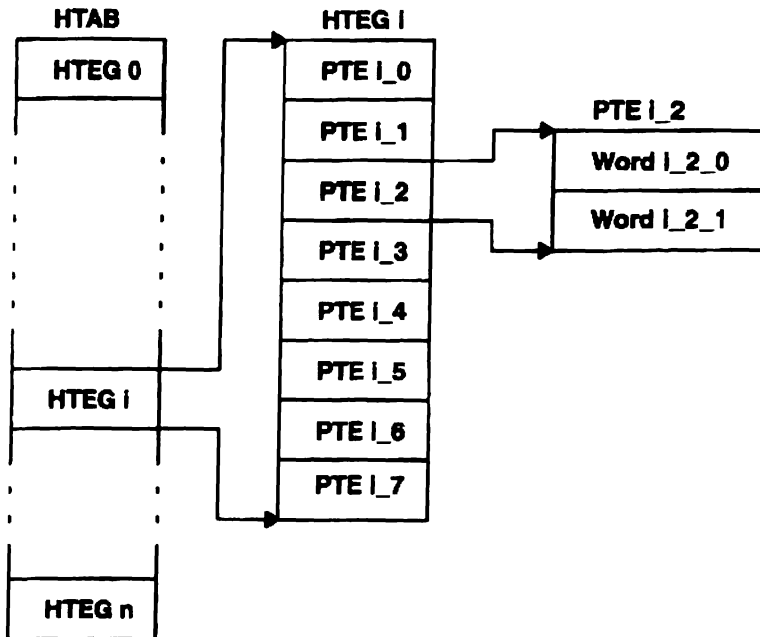 HTAB
HTEG 0
HTEG i
HTEG n
HTEG i
PTE i_0
PTE i_1
PTE i_2
PTE i_3
PTE i_4
PTE i_5
PTE i_6
PTE i_7
PTE i_2
Word i_2_0
Word i_2_1